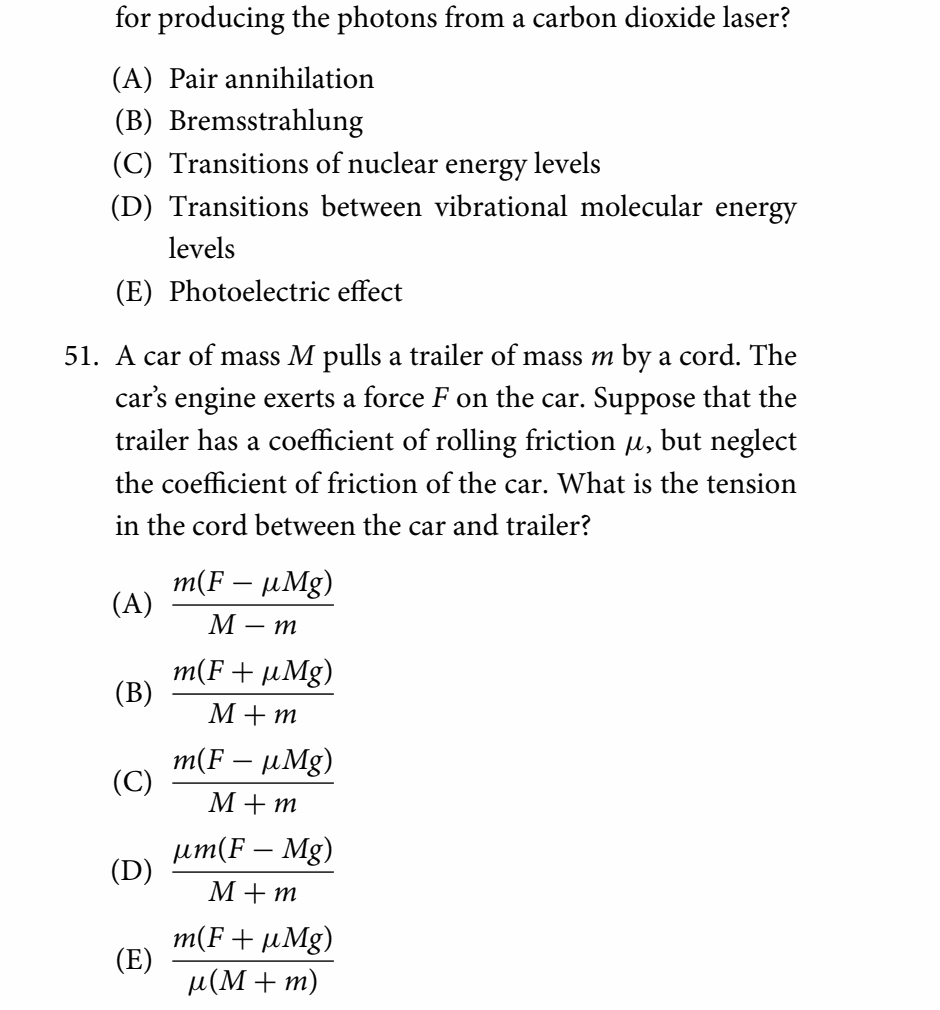 for producing the photons from a carbon dioxide laser?
(A) Pair annihilation
(B) Bremsstrahlung
(C) Transitions of nuclear energy levels
(D) Transitions between vibrational molecular energy
levels
(E) Photoelectric effect
51. A car of mass M pulls a trailer of mass m by a cord. The
car’s engine exerts a force F on the car. Suppose that the
trailer has a coefficient of rolling friction μ, but neglect
the coefficient of friction of the car. What is the tension
in the cord between the car and trailer?
(A) m(F − μMg)
M − m
(B) m(F + μMg)
M + m
(C) m(F − μMg)
M + m
(D) μm(F − Mg)
M + m
(E) m(F + μMg)
μ(M + m)